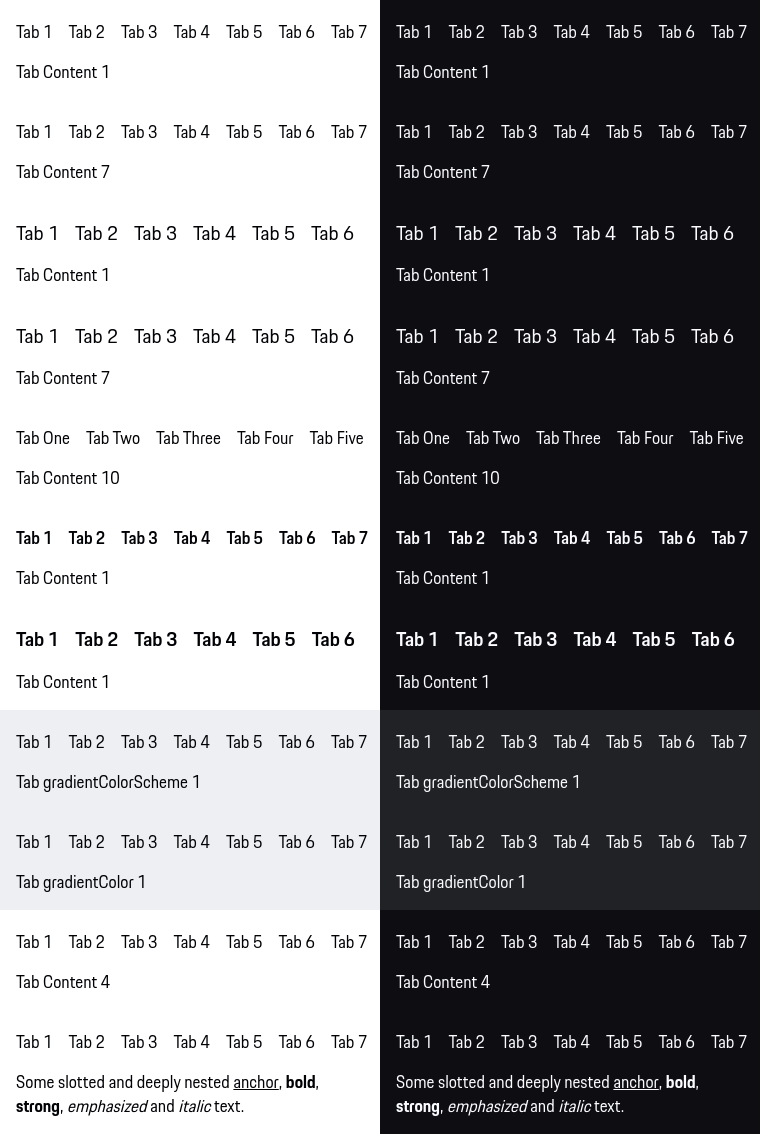 Tab 1 Tab 2 Tab 3 Tab 4 Tab 5 Tab 6 Tab 7
Tab Content 1
Tab 1 Tab 2 Tab 3 Tab 4 Tab 5 Tab 6 Tab 7
Tab Content 7
Tab 1 Tab 2 Tab 3 Tab 4 Tab 5 Tab 6
Tab Content 1
Tab 1 Tab 2 Tab 3 Tab 4 Tab 5 Tab 6
Tab Content 7
Tab One Tab Two Tab Three Tab Four Tab Five
Tab Content 10
Tab 1 Tab 2 Tab 3 Tab 4 Tab 5 Tab 6 Tab 7
Tab Content 1
Tab 1 Tab 2 Tab 3 Tab 4 Tab 5 Tab 6
Tab Content 1
Tab 1 Tab 2 Tab 3 Tab 4 Tab 5 Tab 6 Tab 7
Tab gradientColorScheme 1
Tab 1 Tab 2 Tab 3 Tab 4 Tab 5 Tab 6 Tab 7
Tab gradientColor 1
Tab 1 Tab 2 Tab 3 Tab 4 Tab 5 Tab 6 Tab 7
Tab Content 4
Tab 1 Tab 2 Tab 3 Tab 4 Tab 5 Tab 6 Tab 7
Some slotted and deeply nested anchor, bold,
strong, emphasized and italic text.
Tab 1 Tab 2 Tab 3 Tab 4 Tab 5 Tab 6 Tab 7
Tab Content 1
Tab 1 Tab 2 Tab 3 Tab 4 Tab 5 Tab 6 Tab 7
Tab Content 7
Tab 1 Tab 2 Tab 3 Tab 4 Tab 5 Tab 6
Tab Content 1
Tab 1 Tab 2 Tab 3 Tab 4 Tab 5 Tab 6
Tab Content 7
Tab One Tab Two Tab Three Tab Four Tab Five
Tab Content 10
Tab 1 Tab 2 Tab 3 Tab 4 Tab 5 Tab 6 Tab 7
Tab Content 1
Tab 1 Tab 2 Tab 3 Tab 4 Tab 5 Tab 6
Tab Content 1
Tab 1 Tab 2 Tab 3 Tab 4 Tab 5 Tab 6 Tab 7
Tab gradientColorScheme 1
Tab 1 Tab 2 Tab 3 Tab 4 Tab 5 Tab 6 Tab 7
Tab gradientColor 1
Tab 1 Tab 2 Tab 3 Tab 4 Tab 5 Tab 6 Tab 7
Tab Content 4
Tab 1 Tab 2 Tab 3 Tab 4 Tab 5 Tab 6 Tab 7
Some slotted and deeply nested anchor, bold,
strong, emphasized and italic text.